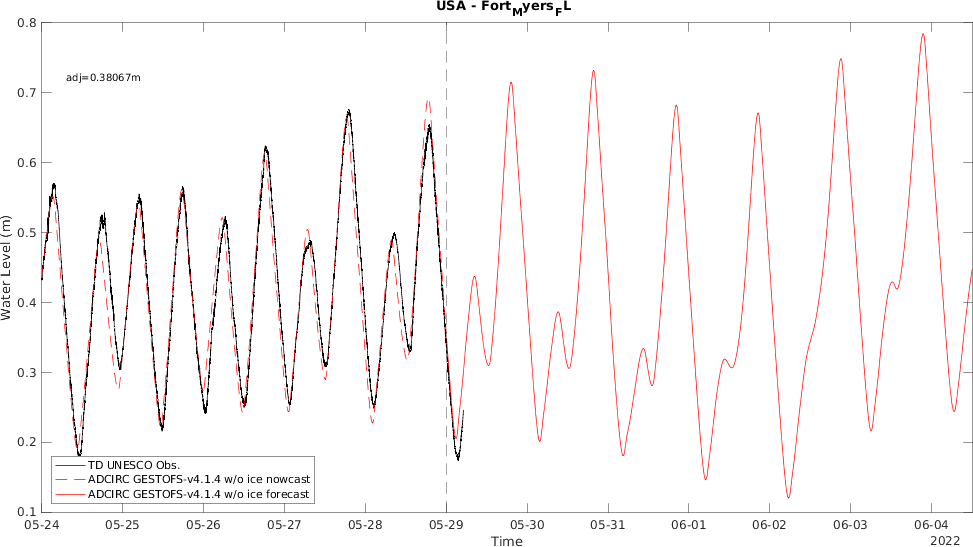 USA - Fort_Myers_FL
adj=0.38067m
Water Level (m)
0.8
0.7
0.6
0.5
0.4
0.3
0.2
0.1
TD UNESCO Obs.
ADCIRC GESTOFS-v4.1.4 w/o ice nowcast
ADCIRC GESTOFS-v4.1.4 w/o ice forecast
05-24 05-25 05-26 05-27 05-28 05-29 05-30 05-31 06-01 06-02 06-03 06-04
Time
2022